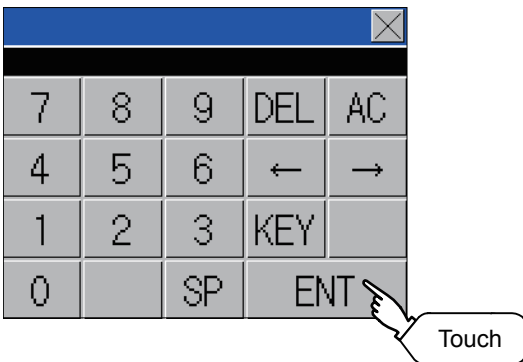 7 8 9 DEL AC
4 5 6 ← →
1 2 3 KEY
0 SP ENT
Touch